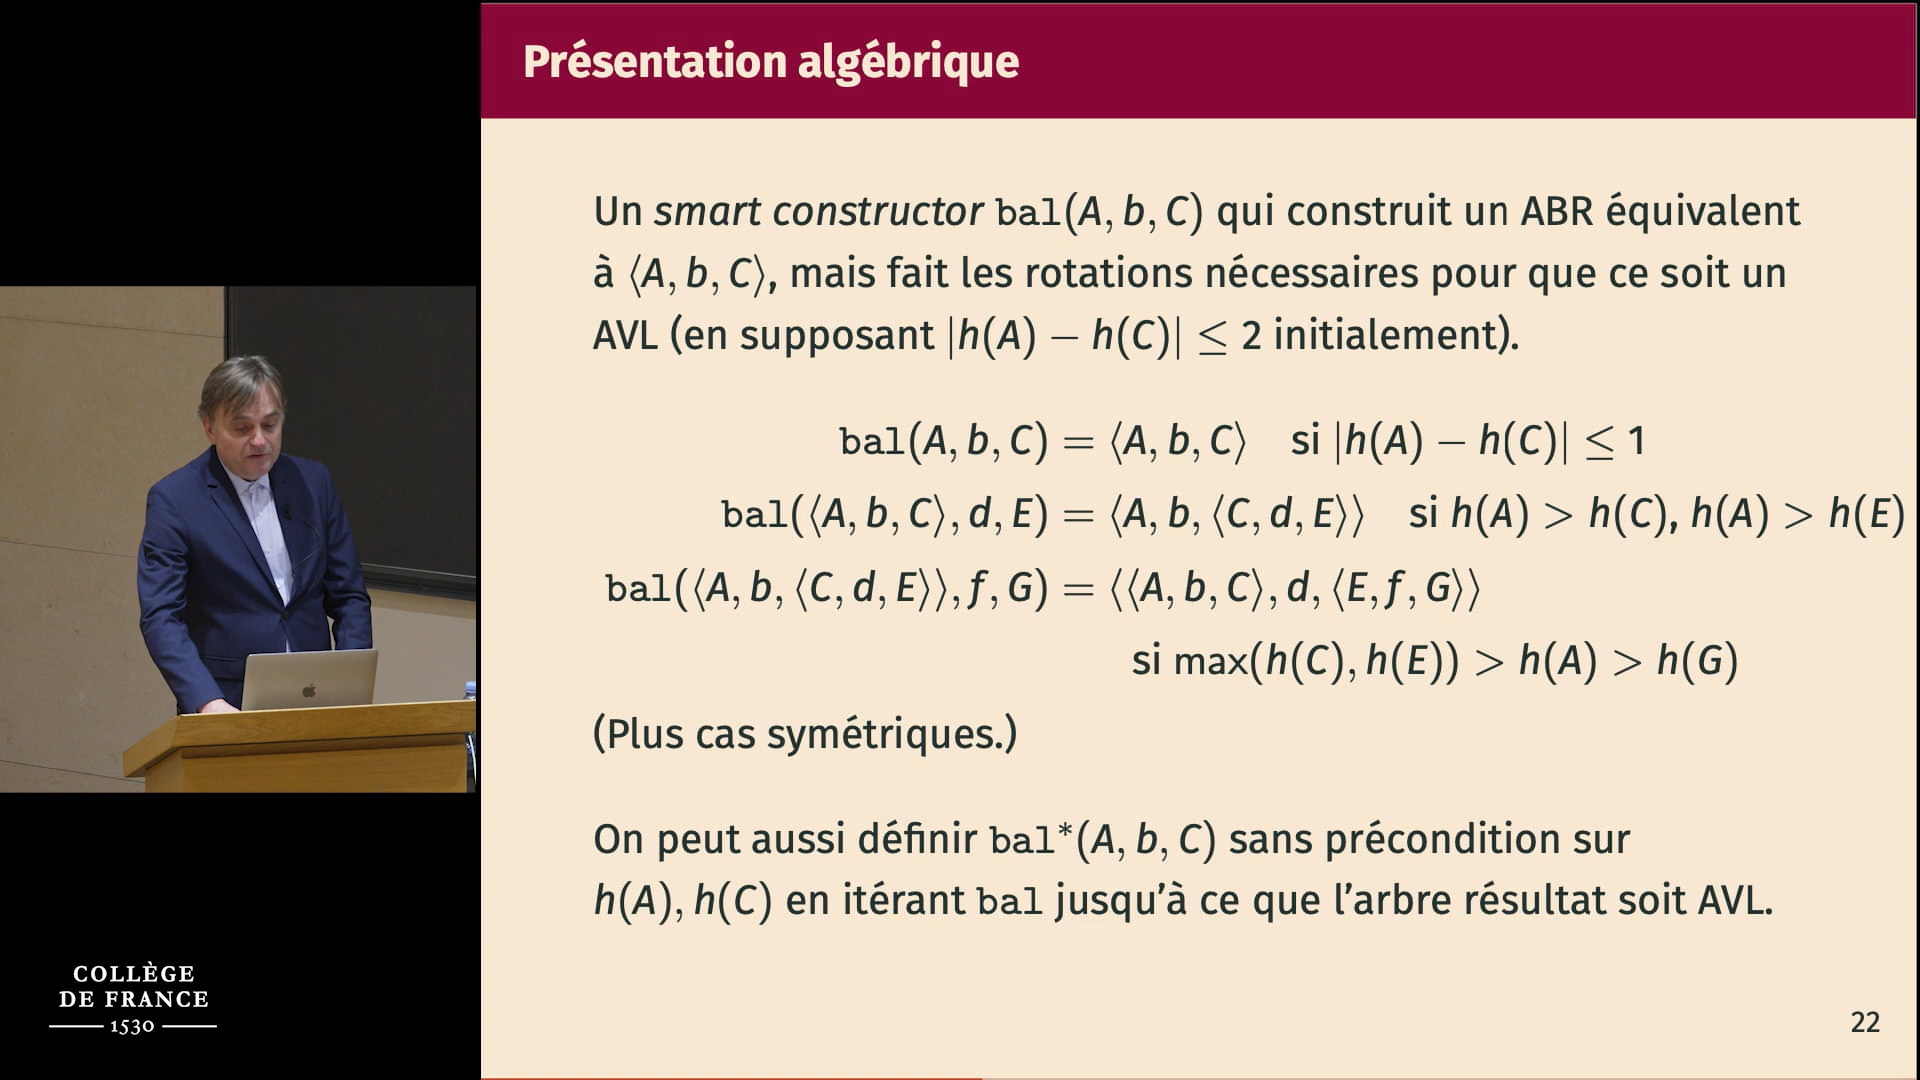 Présentation algébrique
Un smart constructor bal(A, b, C) qui construit un ABR équivalent
à ⟨A, b, C⟩, mais fait les rotations nécessaires pour que ce soit un
AVL (en supposant |h(A) − h(C)| ≤ 2 initialement).
bal(A, b, C) = ⟨A, b, C⟩ si |h(A) − h(C)| ≤ 1
bal(⟨A, b, C⟩, d, E) = ⟨A, b, ⟨C, d, E⟩⟩ si h(A) > h(C), h(A) > h(E)
bal(⟨A, b, ⟨C, d, E⟩⟩, f, G) = ⟨⟨A, b, C⟩, d, ⟨E, f, G⟩⟩
si max(h(C), h(E)) > h(A) > h(G)
(Plus cas symétriques.)
On peut aussi définir bal*(A, b, C) sans précondition sur
h(A), h(C) en itérant bal jusqu'à ce que l'arbre résultat soit AVL.
22
COLLÈGE
DE FRANCE
1530